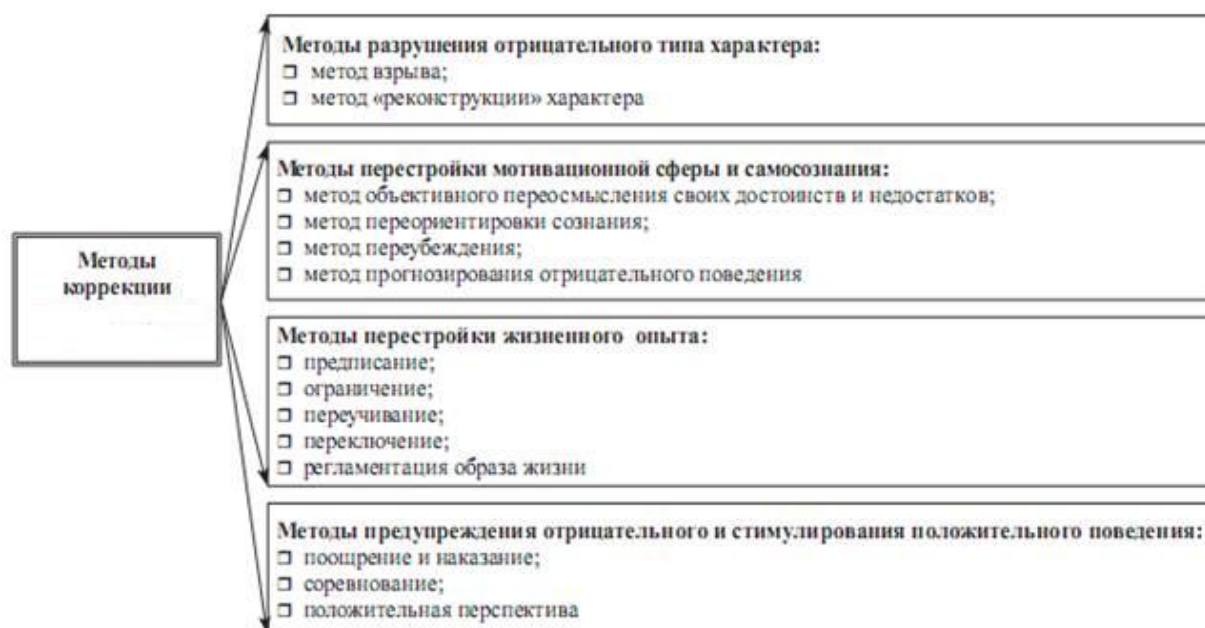 Методы разрушения отрицательного типа характера:
❒ метод взрыва;
❒ метод «реконструкции» характера
Методы перестройки мотивационной сферы и самосознания:
❒ метод объективного переосмысления своих достоинств и недостатков;
❒ метод переориентировки сознания;
❒ метод переубеждения;
❒ метод прогнозирования отрицательного поведения
Методы
коррекции
Методы перестройки жизненного опыта:
❒ предписание;
❒ ограничение;
❒ переучивание;
❒ переключение;
❒ регламентация образа жизни
Методы предупреждения отрицательного и стимулирования положительного поведения:
❒ поощрение и наказание;
❒ соревнование;
❒ положительная перспектива